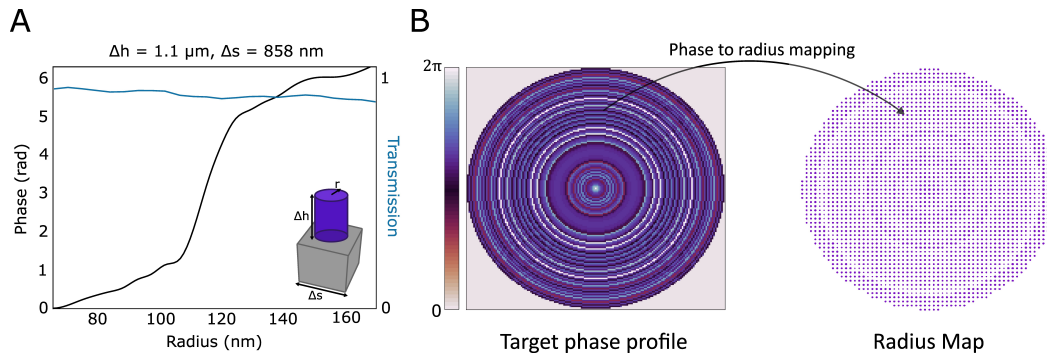 A
Δh = 1.1 μm, Δs = 858 nm
6
5
4
3
2
1
0
Phase (rad)
80
100
120
140
160
Radius (nm)
1
0
Transmission
r
Δh
Δs
B
Phase to radius mapping
2π
0
Target phase profile
Radius Map